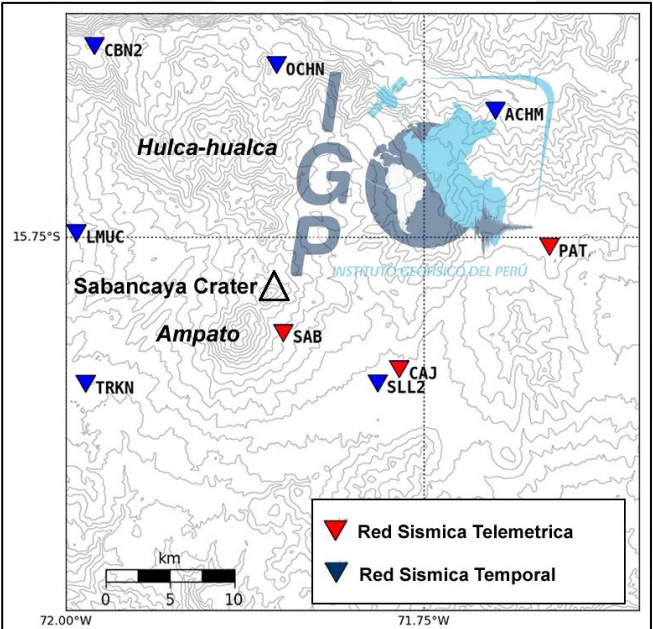 CBN2
OCHN
ACHM
Hulca-hualca
IGP
15.75°S
LMUC
PAT
INSTITUTO GEOFÍSICO DEL PERÚ
Sabancaya Crater
Ampato
SAB
CAJ
SLL2
TRKN
Red Sismica Telemetrica
km
Red Sismica Temporal
0 5 10
72.00°W
71.75°W